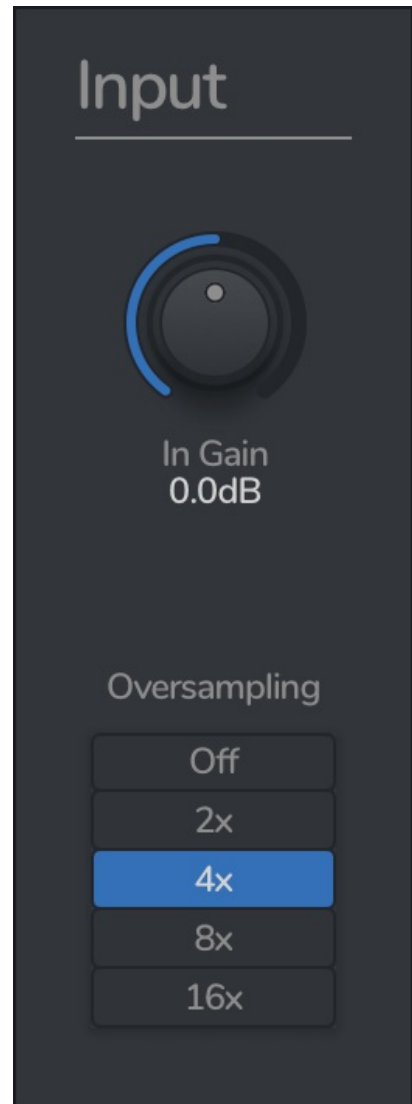 Input
In Gain
0.0dB
Oversampling
Off
2x
4x
8x
16x